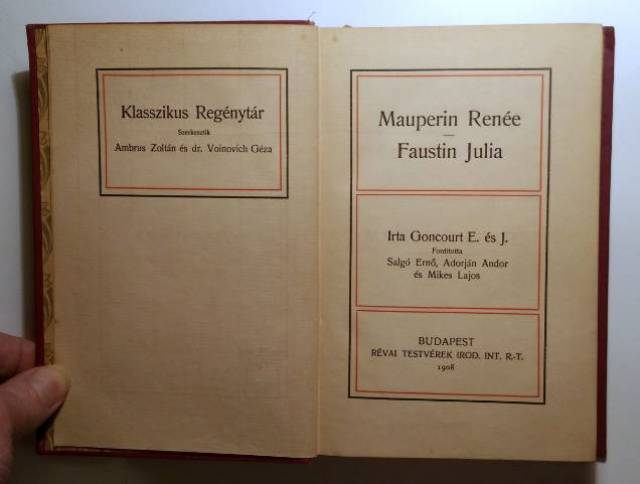 Klasszikus Regénytár
Szerkesztik
Ambrus Zoltán és dr. Voinovich Géza
Mauperin Renée
Faustin Julia
Irta Goncourt E. és J.
Fordította
Salgó Ernő, Adorján Andor
és Mikes Lajos
BUDAPEST
RÉVAI TESTVÉREK IROD. INT. R.-T.
1908